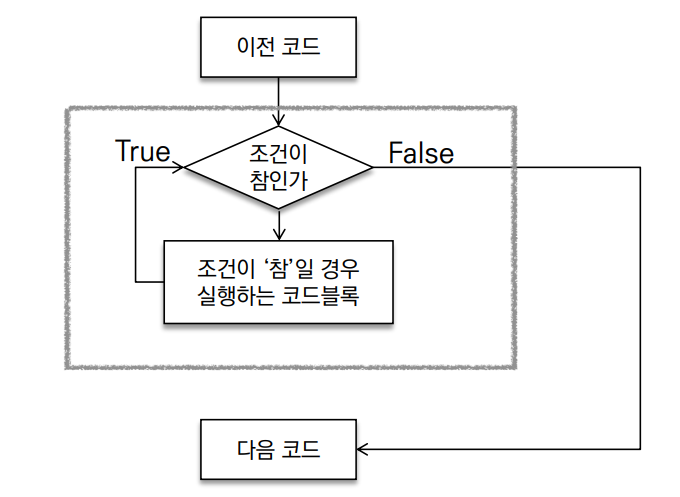 이전 코드
True
조건이
참인가
False
조건이 ‘참’일 경우
실행하는 코드블록
다음 코드